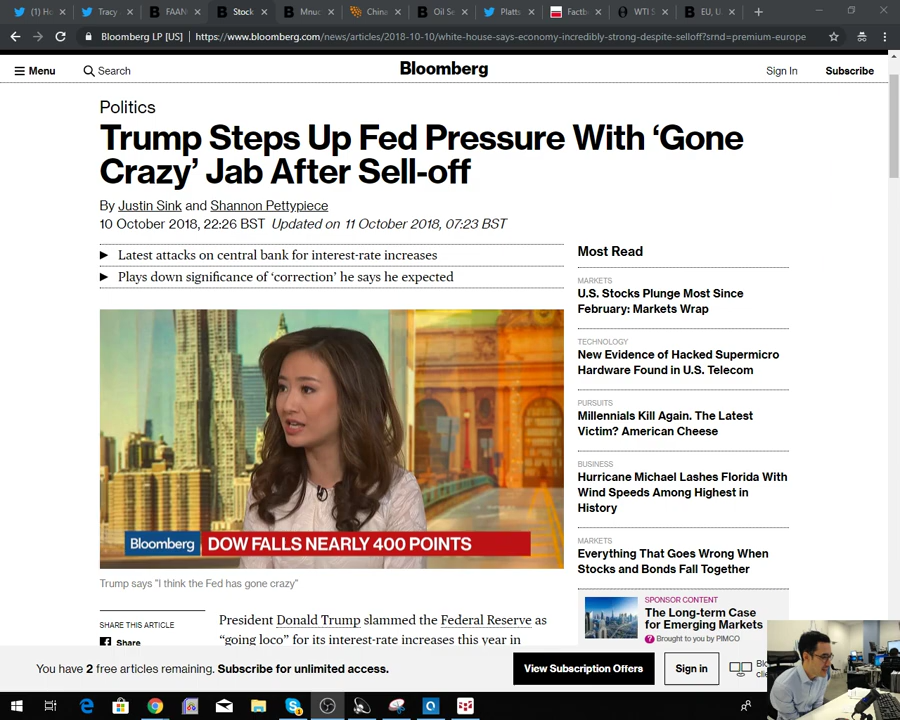 (1) Ho
Tracy
FAAN
Stock
Mnuc
China
Oil Se
Platts
Factb
WTI S
EU, U
Bloomberg LP [US] | https://www.bloomberg.com/news/articles/2018-10-10/white-house-says-economy-incredibly-strong-despite-selloff?srnd=premium-europe
Menu
Search
Bloomberg
Sign In
Subscribe
Politics
Trump Steps Up Fed Pressure With ‘Gone
Crazy’ Jab After Sell-off
By Justin Sink and Shannon Pettypiece
10 October 2018, 22:26 BST Updated on 11 October 2018, 07:23 BST
Latest attacks on central bank for interest-rate increases
Plays down significance of ‘correction’ he says he expected
Bloomberg DOW FALLS NEARLY 400 POINTS
Trump says "I think the Fed has gone crazy"
SHARE THIS ARTICLE
Share
President Donald Trump slammed the Federal Reserve as
“going loco” for its interest-rate increases this year in
Most Read
MARKETS
U.S. Stocks Plunge Most Since
February: Markets Wrap
TECHNOLOGY
New Evidence of Hacked Supermicro
Hardware Found in U.S. Telecom
PURSUITS
Millennials Kill Again. The Latest
Victim? American Cheese
BUSINESS
Hurricane Michael Lashes Florida With
Wind Speeds Among Highest in
History
MARKETS
Everything That Goes Wrong When
Stocks and Bonds Fall Together
SPONSOR CONTENT
The Long-term Case
for Emerging Markets
Brought to you by PIMCO
You have 2 free articles remaining. Subscribe for unlimited access.
View Subscription Offers
Sign in